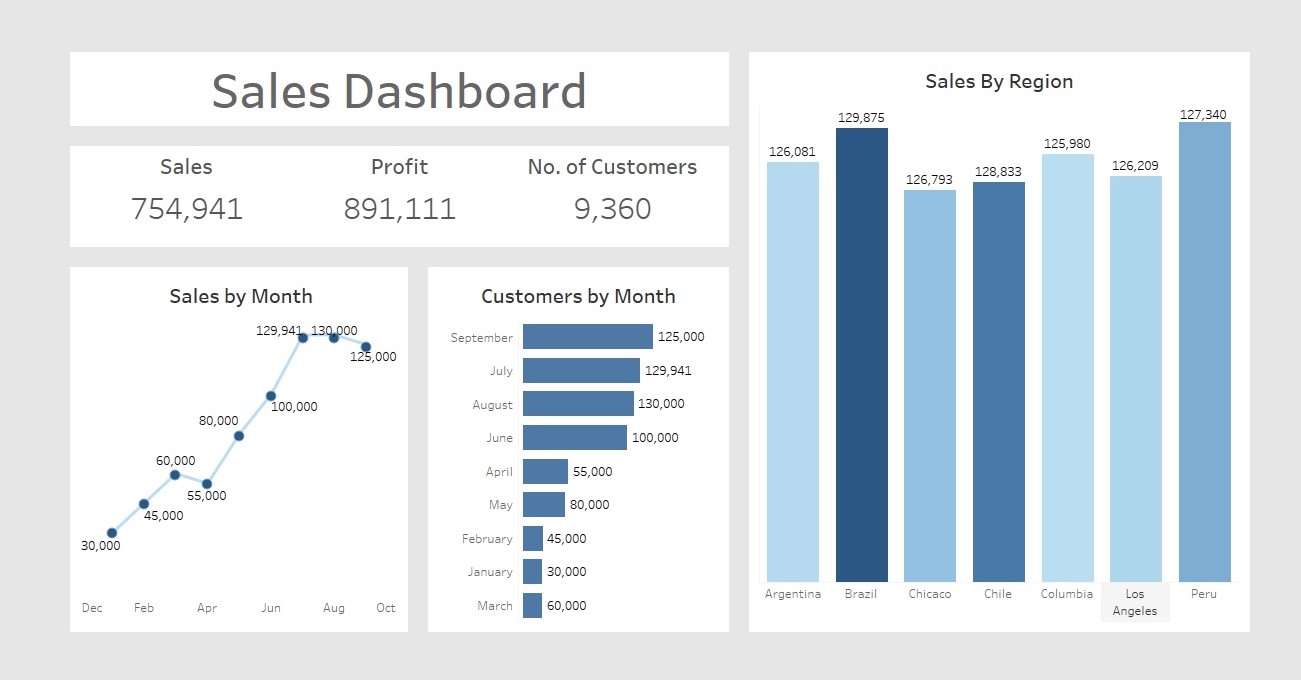 Sales Dashboard
Sales Profit No. of Customers
754,941 891,111 9,360
Sales by Month
129,941 130,000
125,000
100,000
80,000
60,000
55,000
45,000
30,000
Dec Feb Apr Jun Aug Oct
Customers by Month
September 125,000
July 129,941
August 130,000
June 100,000
April 55,000
May 80,000
February 45,000
January 30,000
March 60,000
Sales By Region
126,081 129,875 126,793 128,833 125,980 126,209 127,340
Argentina Brazil Chicaco Chile Columbia Los Angeles Peru